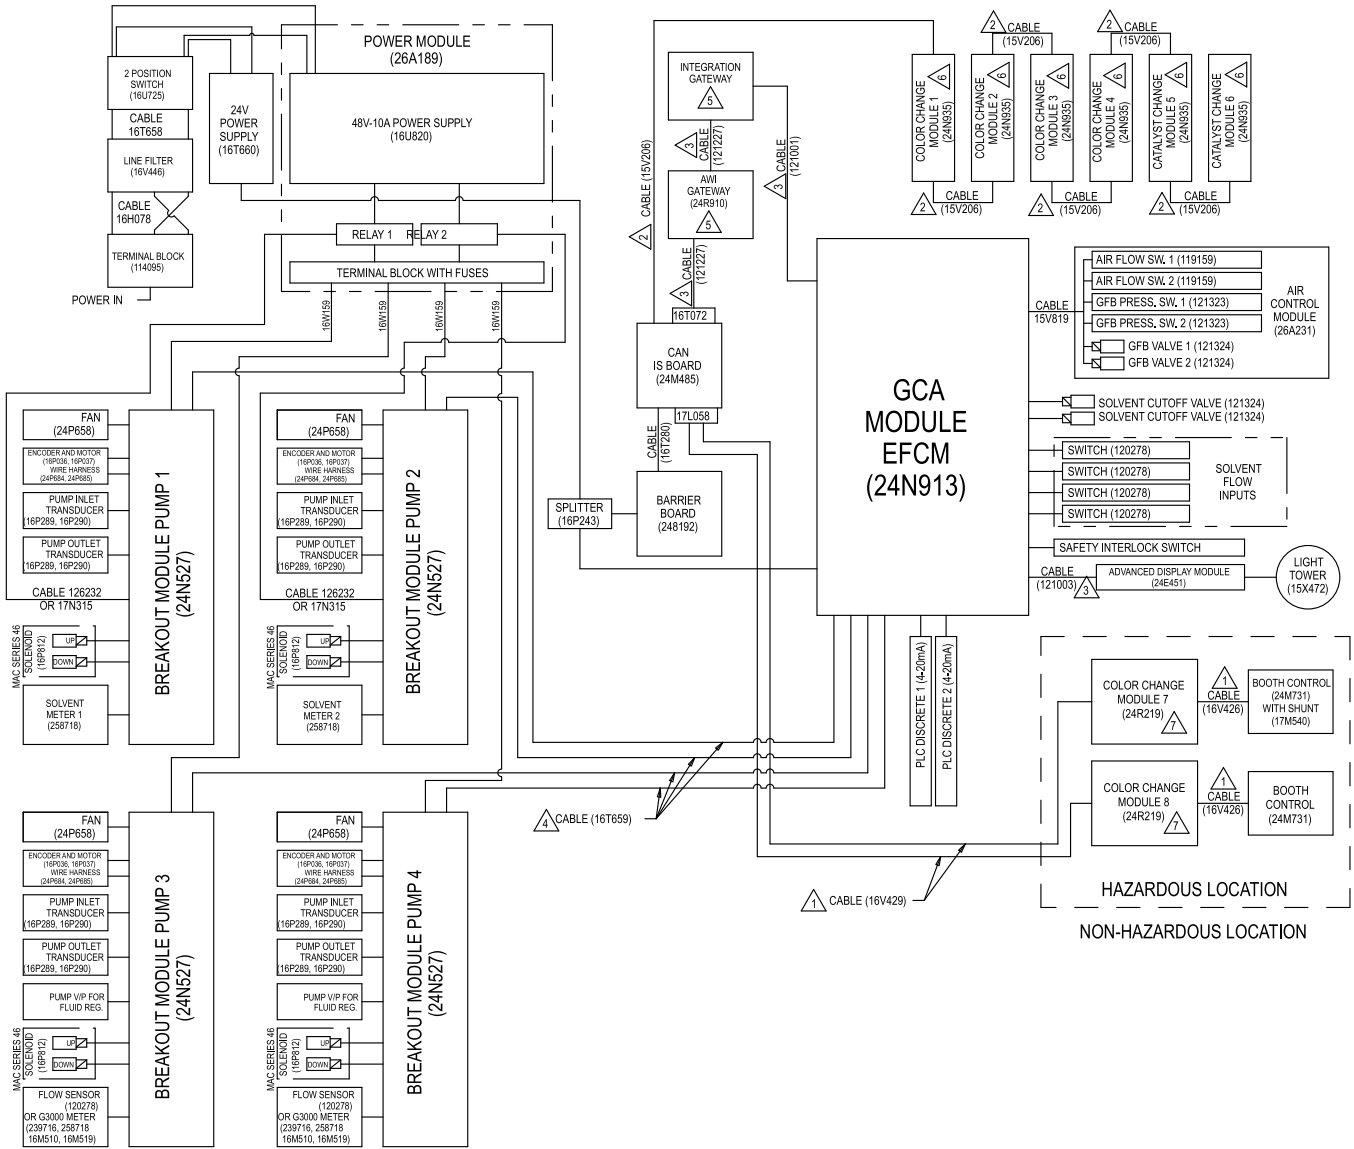 POWER MODULE
(26A189)
2 POSITION
SWITCH
(16U725)
CABLE
16T658
LINE FILTER
(16V446)
CABLE
16H078
TERMINAL BLOCK
(114095)
POWER IN
24V
POWER
SUPPLY
(16T660)
48V-10A POWER SUPPLY
(16U820)
RELAY 1
RELAY 2
TERMINAL BLOCK WITH FUSES
16W159
16W159
16W159
16W159
INTEGRATION
GATEWAY
5
3
CABLE
(121227)
AWI
GATEWAY
(24R910)
5
3
CABLE
(121227)
2
CABLE (15V206)
3
CABLE
(121001)
16T072
CAN
IS BOARD
(24M485)
17L058
CABLE
(16T280)
BARRIER
BOARD
(248192)
SPLITTER
(16P243)
2
CABLE
(15V206)
2
CABLE
(15V206)
COLOR CHANGE
MODULE 1
(24N935)
6
COLOR CHANGE
MODULE 2
(24N935)
6
COLOR CHANGE
MODULE 3
(24N935)
6
COLOR CHANGE
MODULE 4
(24N935)
6
CATALYST CHANGE
MODULE 5
(24N935)
6
CATALYST CHANGE
MODULE 6
(24N935)
6
2
CABLE
(15V206)
2
CABLE
(15V206)
2
CABLE
(15V206)
GCA
MODULE
EFCM
(24N913)
CABLE
15V819
AIR FLOW SW. 1 (119159)
AIR FLOW SW. 2 (119159)
GFB PRESS. SW. 1 (121323)
GFB PRESS. SW. 2 (121323)
GFB VALVE 1 (121324)
GFB VALVE 2 (121324)
AIR
CONTROL
MODULE
(26A231)
SOLVENT CUTOFF VALVE (121324)
SOLVENT CUTOFF VALVE (121324)
SWITCH (120278)
SWITCH (120278)
SWITCH (120278)
SWITCH (120278)
SOLVENT
FLOW
INPUTS
SAFETY INTERLOCK SWITCH
CABLE
(121003)
3
ADVANCED DISPLAY MODULE
(24E451)
LIGHT
TOWER
(15X472)
PLC DISCRETE 1 (4-20mA)
PLC DISCRETE 2 (4-20mA)
COLOR CHANGE
MODULE 7
(24R219)
7
1
CABLE
(16V426)
BOOTH CONTROL
(24M731)
WITH SHUNT
(17M540)
COLOR CHANGE
MODULE 8
(24R219)
7
1
CABLE
(16V426)
BOOTH
CONTROL
(24M731)
HAZARDOUS LOCATION
NON-HAZARDOUS LOCATION
4
CABLE (16T659)
1
CABLE (16V429)
FAN
(24P658)
ENCODER AND MOTOR
(16P036, 16P037)
WIRE HARNESS
(24P684, 24P685)
PUMP INLET
TRANSDUCER
(16P289, 16P290)
PUMP OUTLET
TRANSDUCER
(16P289, 16P290)
CABLE 126232
OR 17N315
MAC SERIES 46
SOLENOID
(16P812)
UP
DOWN
SOLVENT
METER 1
(258718)
BREAKOUT MODULE PUMP 1
(24N527)
FAN
(24P658)
ENCODER AND MOTOR
(16P036, 16P037)
WIRE HARNESS
(24P684, 24P685)
PUMP INLET
TRANSDUCER
(16P289, 16P290)
PUMP OUTLET
TRANSDUCER
(16P289, 16P290)
CABLE 126232
OR 17N315
MAC SERIES 46
SOLENOID
(16P812)
UP
DOWN
SOLVENT
METER 2
(258718)
BREAKOUT MODULE PUMP 2
(24N527)
FAN
(24P658)
ENCODER AND MOTOR
(16P036, 16P037)
WIRE HARNESS
(24P684, 24P685)
PUMP INLET
TRANSDUCER
(16P289, 16P290)
PUMP OUTLET
TRANSDUCER
(16P289, 16P290)
PUMP V/P FOR
FLUID REG.
MAC SERIES 46
SOLENOID
(16P812)
UP
DOWN
FLOW SENSOR
(120278)
OR G3000 METER
(239716, 258718
16M510, 16M519)
BREAKOUT MODULE PUMP 3
(24N527)
FAN
(24P658)
ENCODER AND MOTOR
(16P036, 16P037)
WIRE HARNESS
(24P684, 24P685)
PUMP INLET
TRANSDUCER
(16P289, 16P290)
PUMP OUTLET
TRANSDUCER
(16P289, 16P290)
PUMP V/P FOR
FLUID REG.
MAC SERIES 46
SOLENOID
(16P812)
UP
DOWN
FLOW SENSOR
(120278)
OR G3000 METER
(239716, 258718
16M510, 16M519)
BREAKOUT MODULE PUMP 4
(24N527)